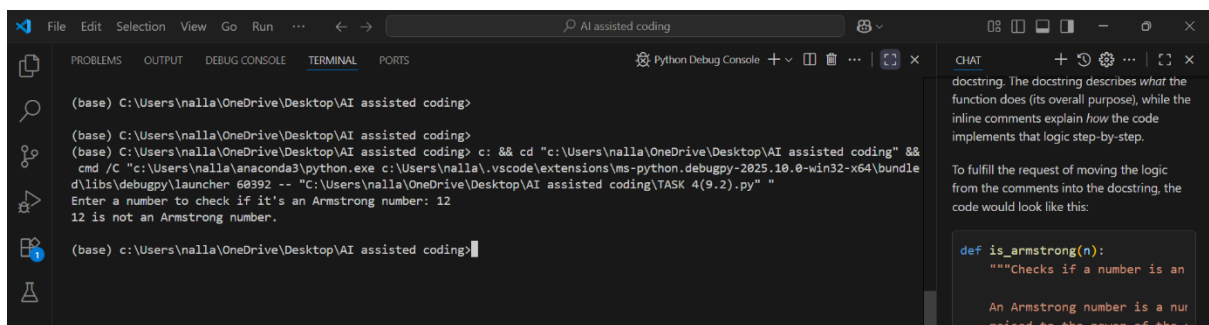 File Edit Selection View Go Run ··· ← → AI assisted coding
PROBLEMS OUTPUT DEBUG CONSOLE TERMINAL PORTS Python Debug Console
(base) C:\Users\nalla\OneDrive\Desktop\AI assisted coding>
(base) C:\Users\nalla\OneDrive\Desktop\AI assisted coding>
(base) C:\Users\nalla\OneDrive\Desktop\AI assisted coding> c: && cd "c:\Users\nalla\OneDrive\Desktop\AI assisted coding" &&
cmd /C "c:\Users\nalla\anaconda3\python.exe c:\Users\nalla\.vscode\extensions\ms-python.debugpy-2025.10.0-win32-x64\bundle
d\libs\debugpy\launcher 60392 -- "C:\Users\nalla\OneDrive\Desktop\AI assisted coding\TASK 4(9.2).py" "
Enter a number to check if it's an Armstrong number: 12
12 is not an Armstrong number.
(base) c:\Users\nalla\OneDrive\Desktop\AI assisted coding>
1
CHAT
docstring. The docstring describes what the
function does (its overall purpose), while the
inline comments explain how the code
implements that logic step-by-step.
To fulfill the request of moving the logic
from the comments into the docstring, the
code would look like this:
def is_armstrong(n):
"""Checks if a number is an
An Armstrong number is a